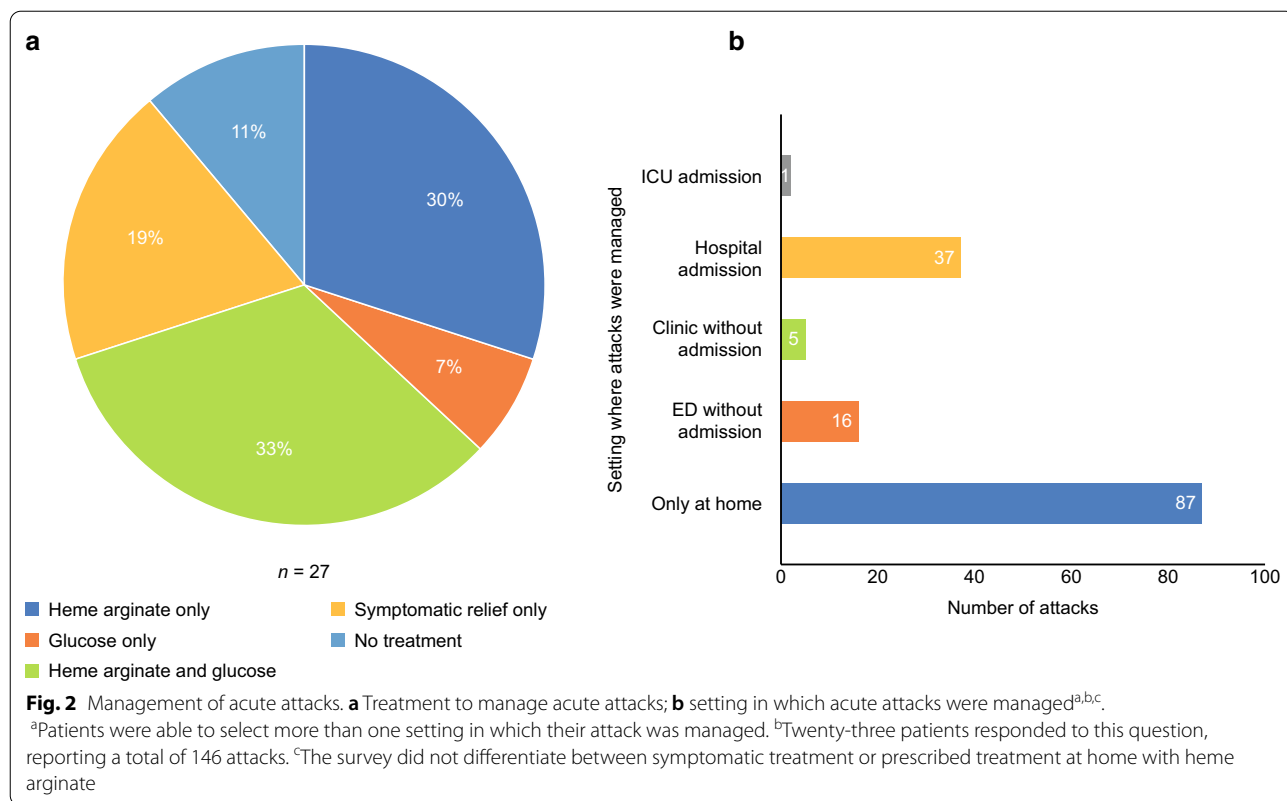 a
11%
30%
19%
7%
33%
n = 27
Heme arginate only
Glucose only
Heme arginate and glucose
Symptomatic relief only
No treatment
b
Setting where attacks were managed
ICU admission
1
Hospital
admission
37
Clinic without
admission
5
ED without
admission
16
Only at home
87
0 20 40 60 80 100
Number of attacks
Fig. 2 Management of acute attacks. a Treatment to manage acute attacks; b setting in which acute attacks were managedᵃ,ᵇ,ᶜ.
ᵃPatients were able to select more than one setting in which their attack was managed. ᵇTwenty-three patients responded to this question,
reporting a total of 146 attacks. ᶜThe survey did not differentiate between symptomatic treatment or prescribed treatment at home with heme
arginate